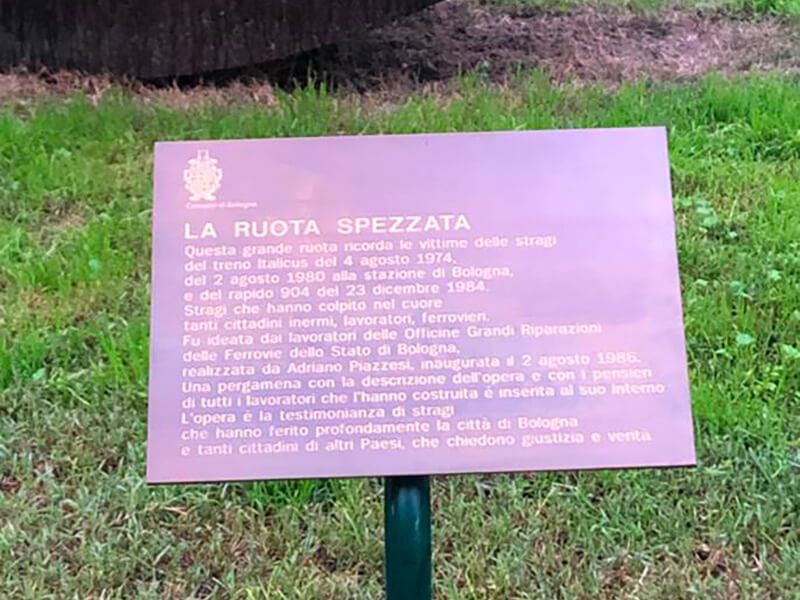 Comune di Bologna
LA RUOTA SPEZZATA
Questa grande ruota ricorda le vittime delle stragi
del treno Italicus del 4 agosto 1974,
del 2 agosto 1980 alla stazione di Bologna,
e del rapido 904 del 23 dicembre 1984.
Stragi che hanno colpito nel cuore
tanti cittadini inermi, lavoratori, ferrovieri.
Fu ideata dai lavoratori delle Officine Grandi Riparazioni
delle Ferrovie dello Stato di Bologna,
realizzata da Adriano Piazzesi, inaugurata il 2 agosto 1986.
Una pergamena con la descrizione dell'opera e con i pensieri
di tutti i lavoratori che l'hanno costruita è inserita al suo interno
L'opera è la testimonianza di stragi
che hanno ferito profondamente la città di Bologna
e tanti cittadini di altri Paesi, che chiedono giustizia e verità